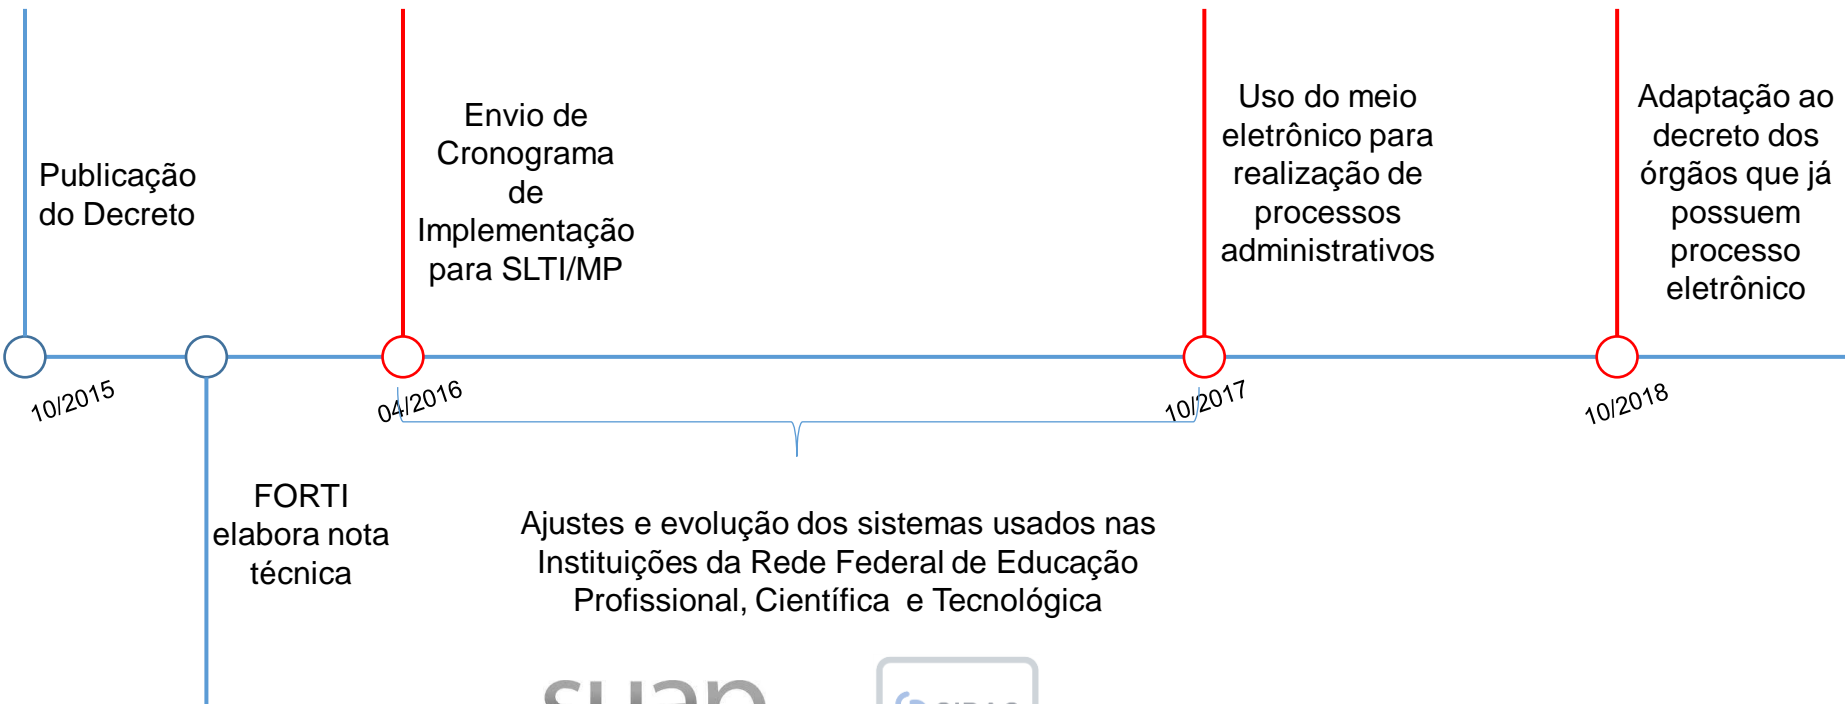 Publicação
do Decreto
Envio de
Cronograma
de
Implementação
para SLTI/MP
Uso do meio
eletrônico para
realização de
processos
administrativos
Adaptação ao
decreto dos
órgãos que já
possuem
processo
eletrônico
10/2015
04/2016
10/2017
10/2018
FORTI
elabora nota
técnica
Ajustes e evolução dos sistemas usados nas
Instituições da Rede Federal de Educação
Profissional, Científica e Tecnológica
suap